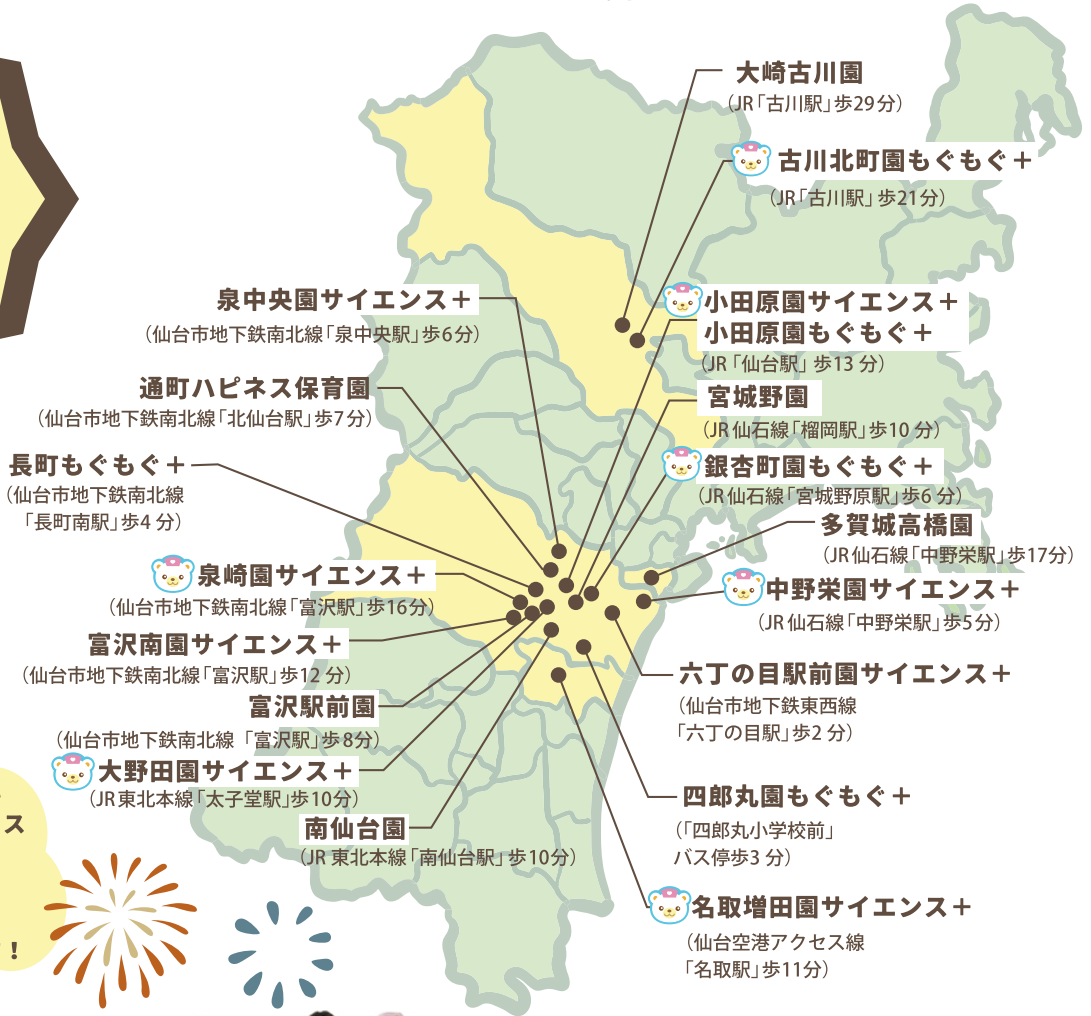 大崎古川園
（JR「古川駅」歩29分）
古川北町園もぐもぐ＋
（JR「古川駅」歩21分）
泉中央園サイエンス＋
（仙台市地下鉄南北線「泉中央駅」歩6分）
小田原園サイエンス＋
小田原園もぐもぐ＋
（JR「仙台駅」歩13分）
通町ハピネス保育園
（仙台市地下鉄南北線「北仙台駅」歩7分）
宮城野園
（JR仙石線「榴岡駅」歩10分）
長町もぐもぐ＋
（仙台市地下鉄南北線
「長町南駅」歩4分）
銀杏町園もぐもぐ＋
（JR仙石線「宮城野原駅」歩6分）
多賀城高橋園
（JR仙石線「中野栄駅」歩17分）
泉崎園サイエンス＋
（仙台市地下鉄南北線「富沢駅」歩16分）
中野栄園サイエンス＋
（JR仙石線「中野栄駅」歩5分）
富沢南園サイエンス＋
（仙台市地下鉄南北線「富沢駅」歩12分）
六丁の目駅前園サイエンス＋
（仙台市地下鉄東西線
「六丁の目駅」歩2分）
富沢駅前園
（仙台市地下鉄南北線「富沢駅」歩8分）
大野田園サイエンス＋
（JR東北本線「太子堂駅」歩10分）
四郎丸園もぐもぐ＋
（「四郎丸小学校前」
バス停歩3分）
南仙台園
（JR東北本線「南仙台駅」歩10分）
名取増田園サイエンス＋
（仙台空港アクセス線
「名取駅」歩11分）
ス
！